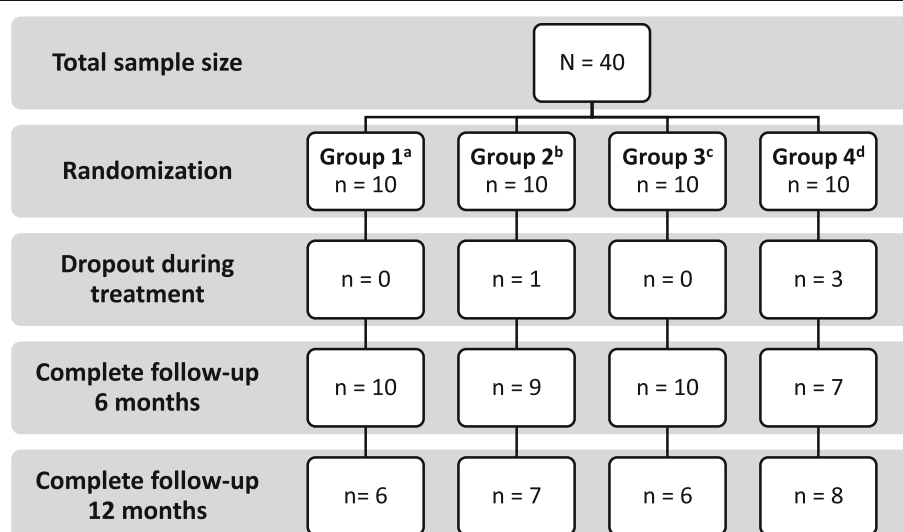 Total sample size
N = 40
Randomization
Group 1ᵃ
n = 10
Group 2ᵇ
n = 10
Group 3ᶜ
n = 10
Group 4ᵈ
n = 10
Dropout during
treatment
n = 0
n = 1
n = 0
n = 3
Complete follow-up
6 months
n = 10
n = 9
n = 10
n = 7
Complete follow-up
12 months
n= 6
n = 7
n = 6
n = 8